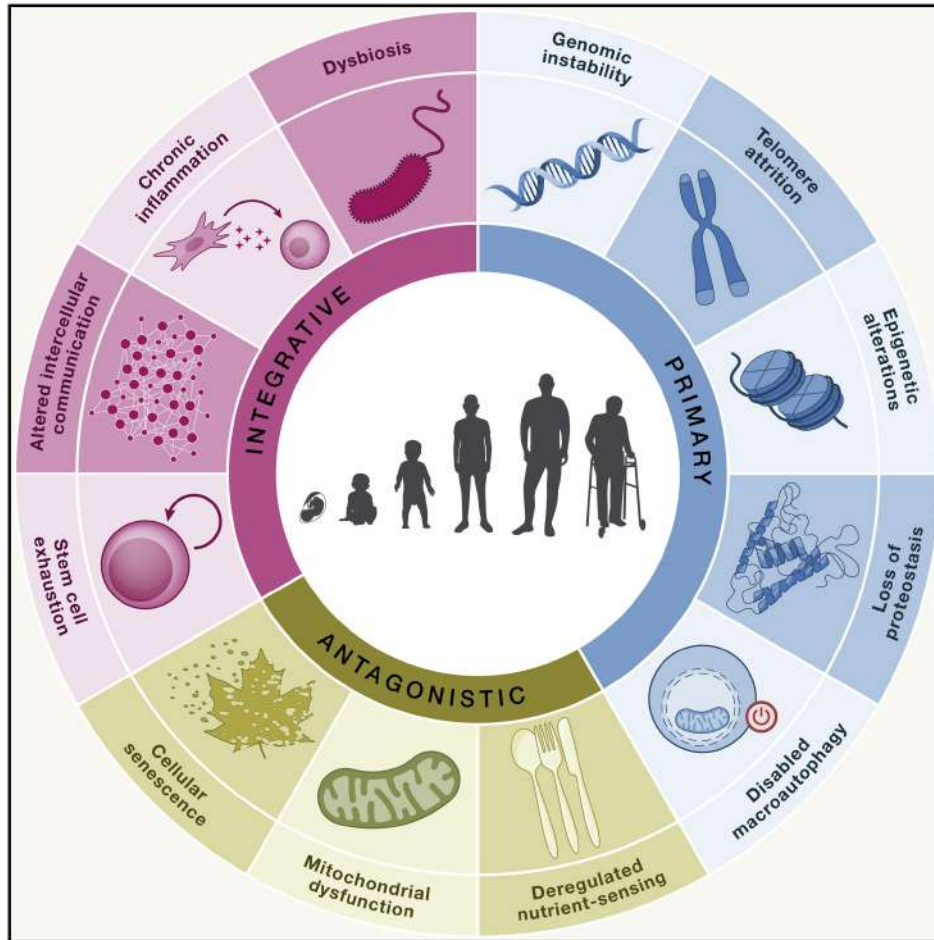 Dysbiosis
Genomic
instability
Telomere
attrition
Epigenetic
alterations
Loss of
proteostasis
Disabled
macroautophagy
Deregulated
nutrient-sensing
Mitochondrial
dysfunction
Cellular
senescence
Stem cell
exhaustion
Altered intercellular
communication
Chronic
inflammation
INTEGRATIVE
PRIMARY
ANTAGONISTIC